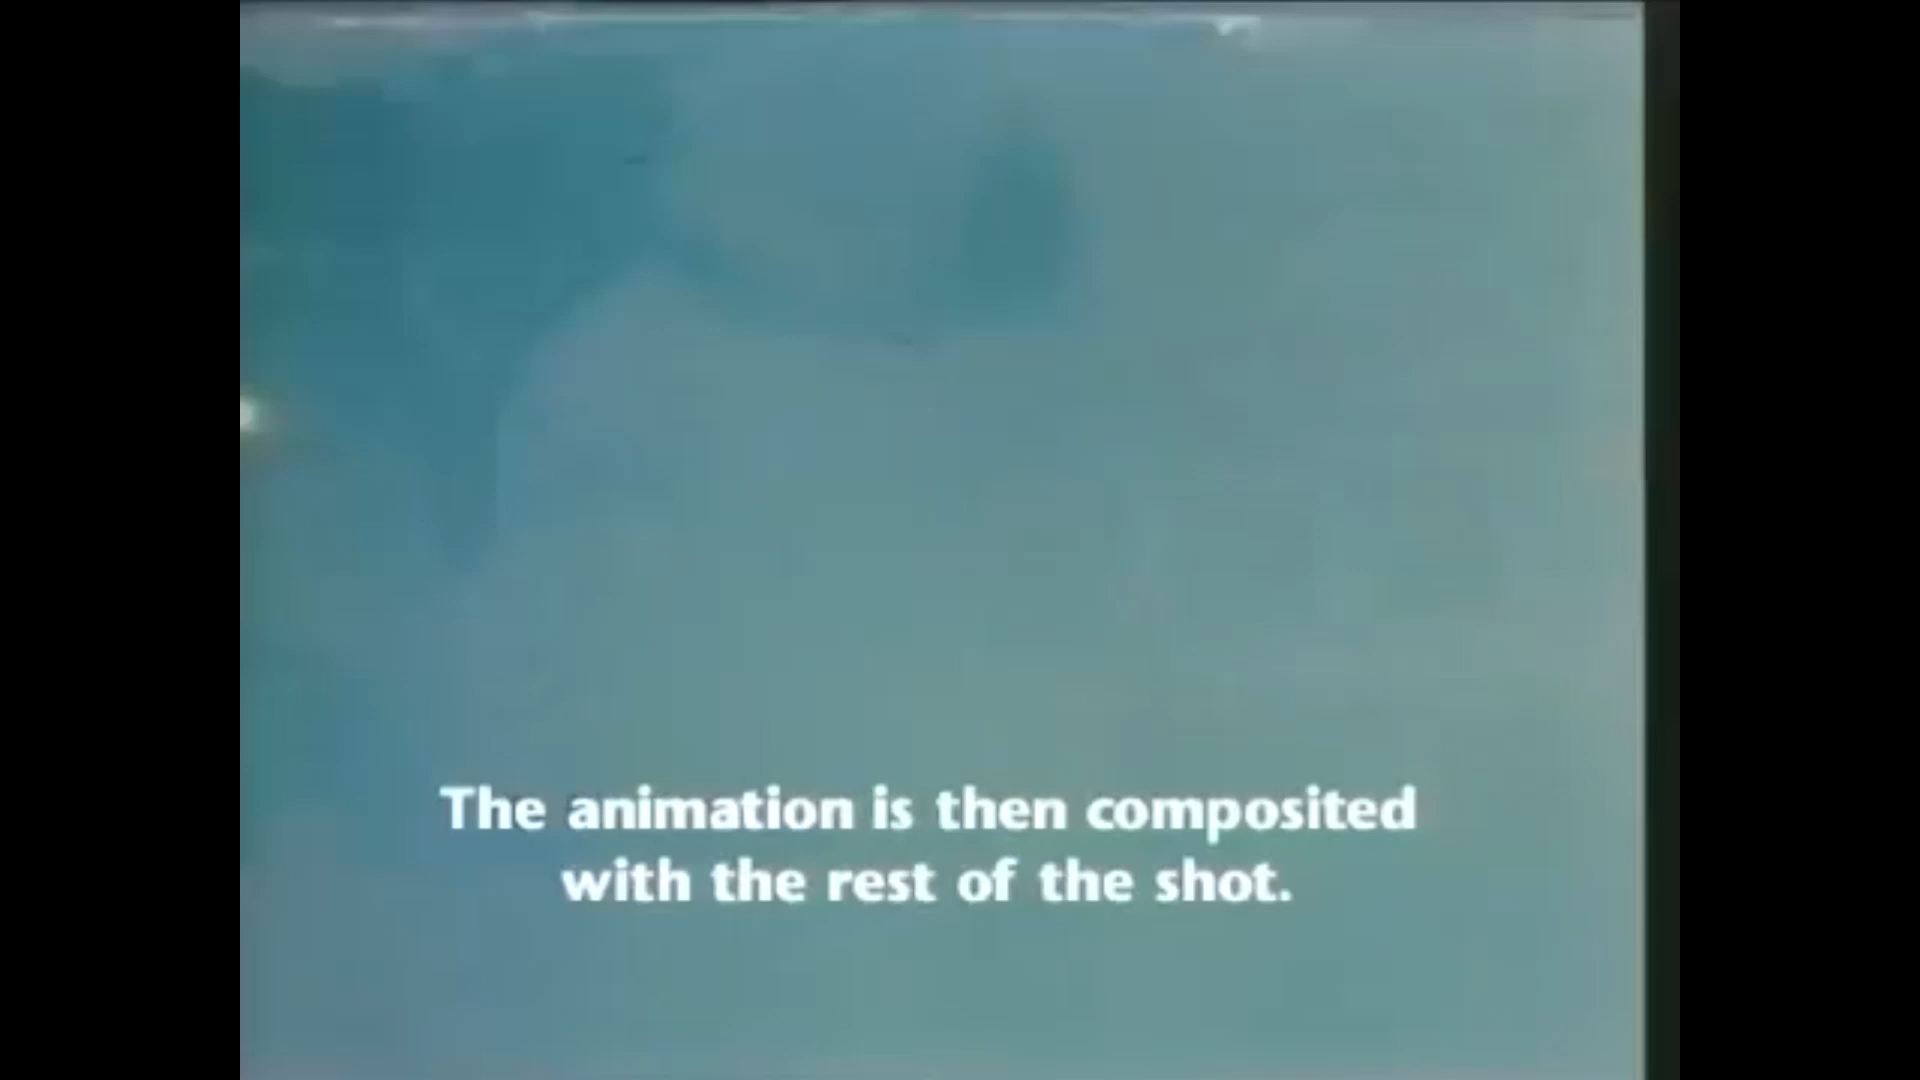 The animation is then composited
with the rest of the shot.